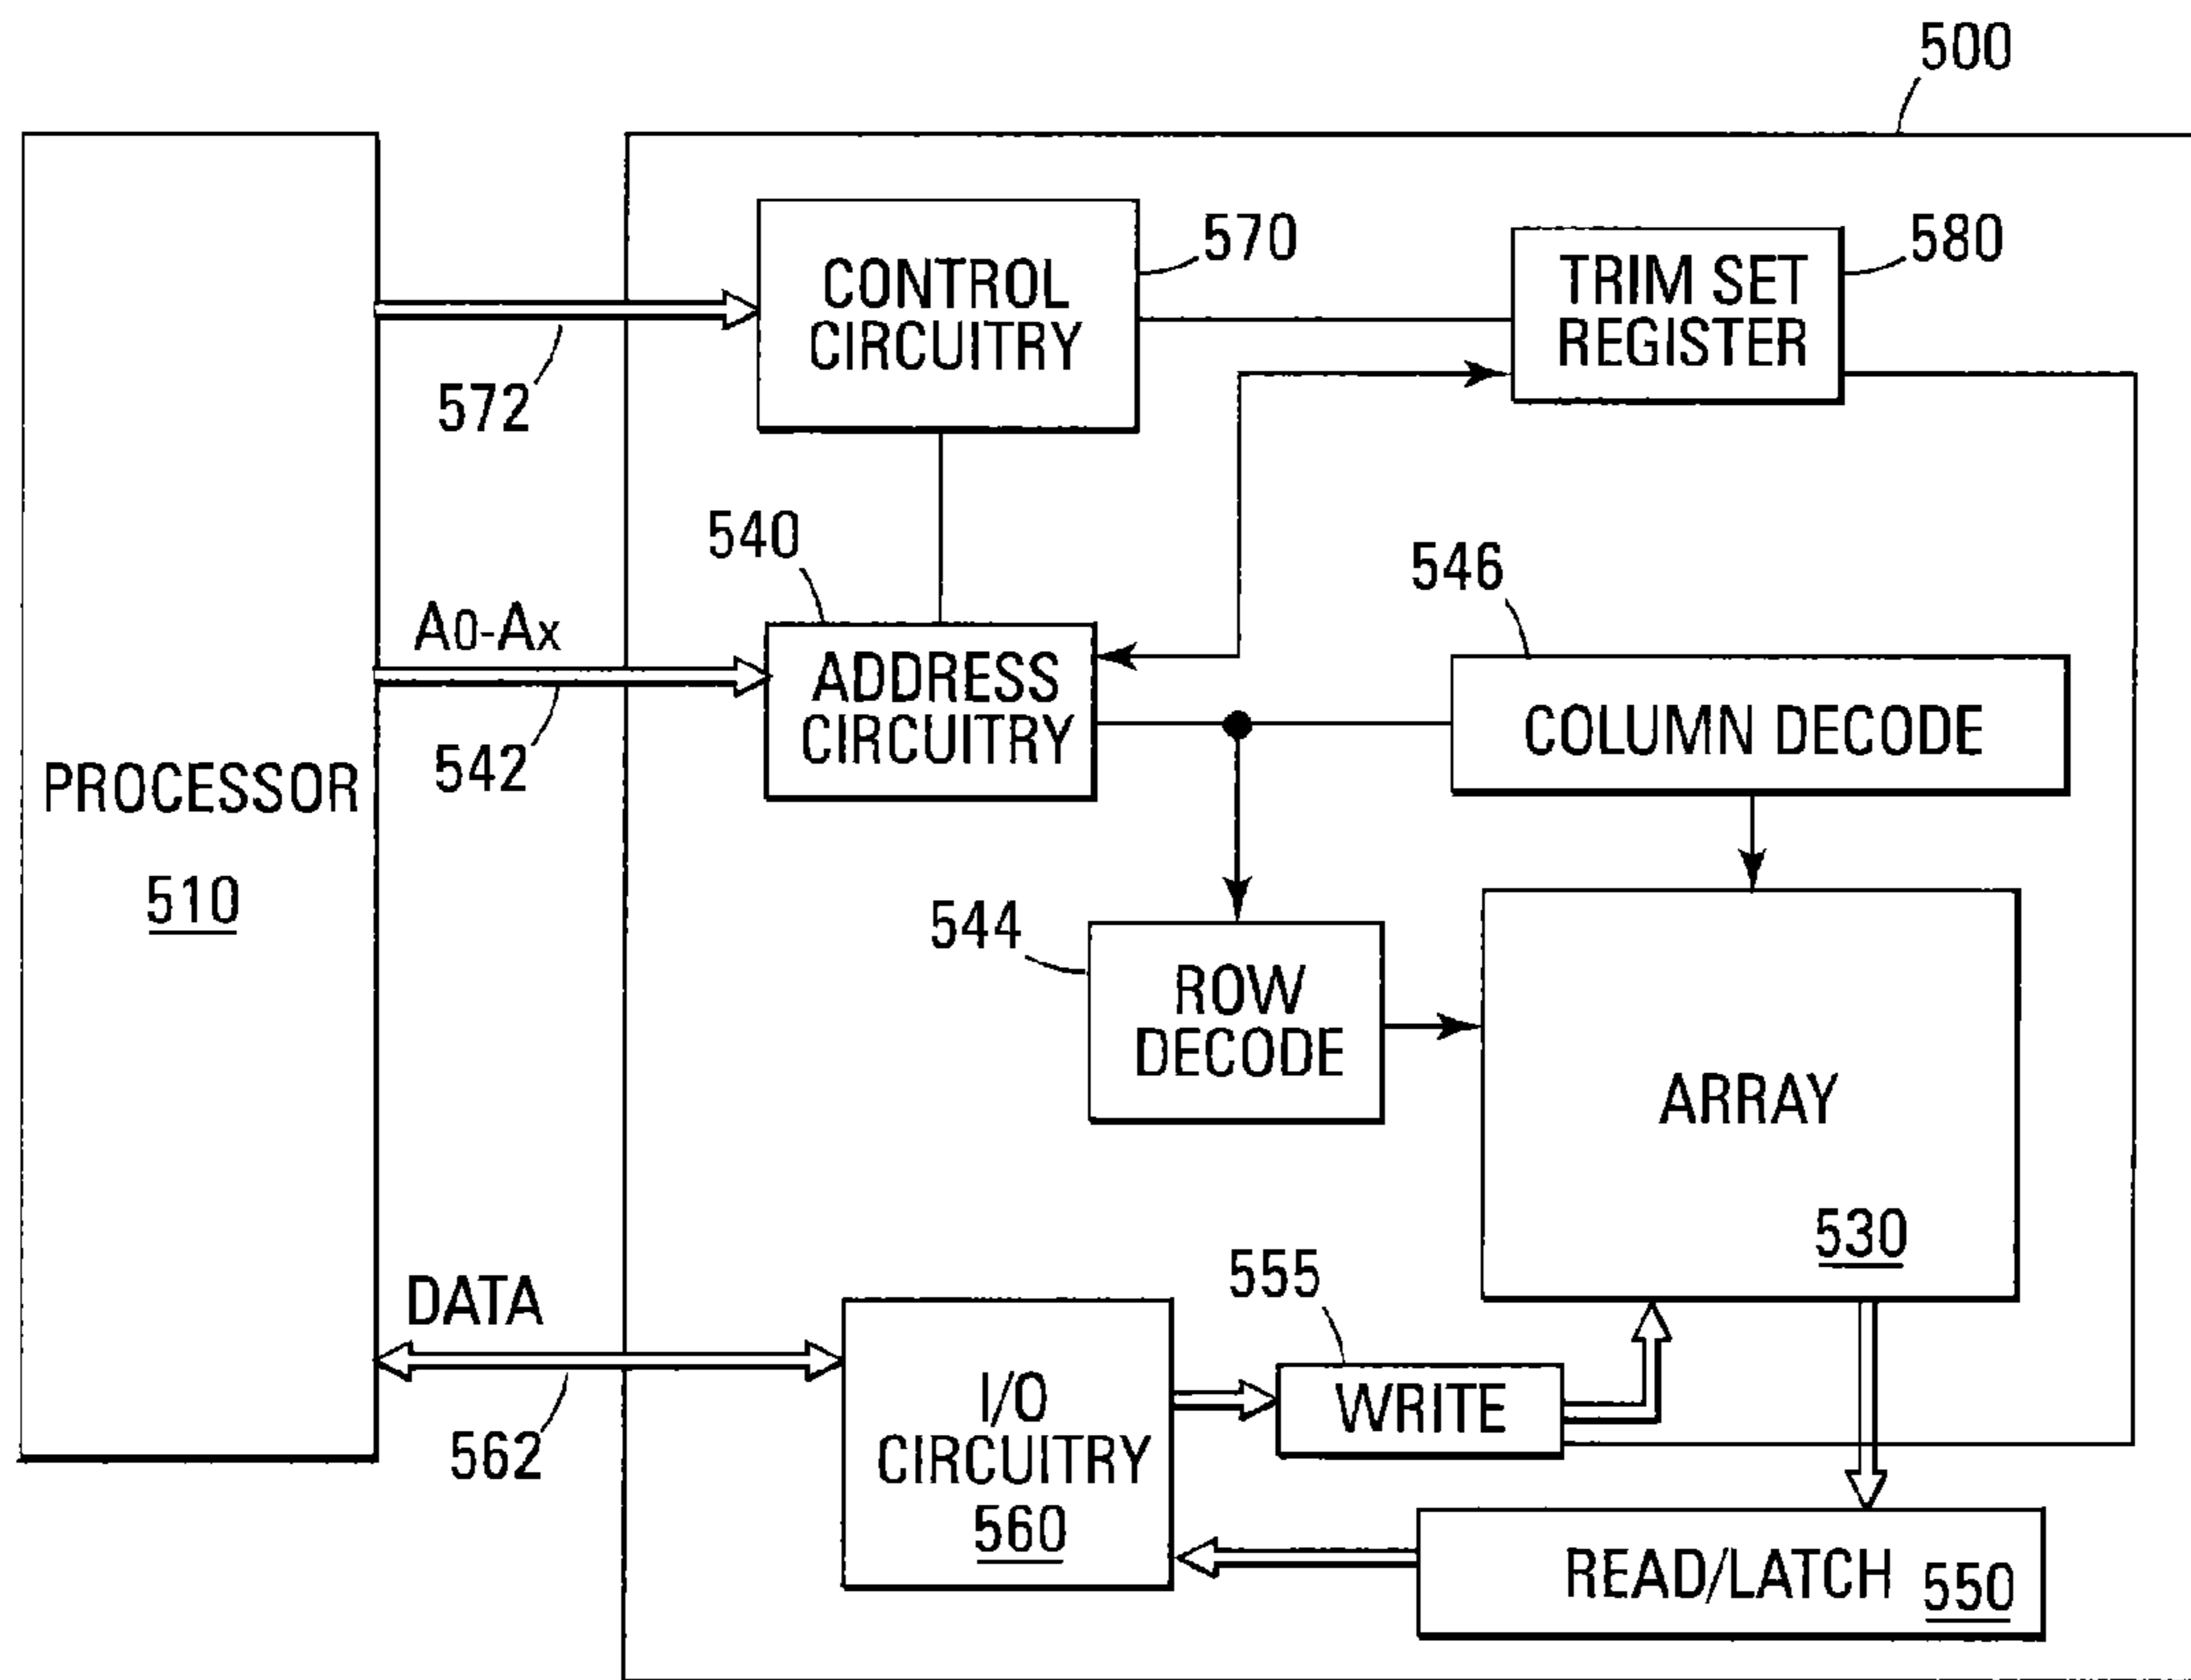 500
CONTROL
CIRCUITRY
570
TRIM SET
REGISTER
580
572
540
546
A0-Ax
ADDRESS
CIRCUITRY
COLUMN DECODE
542
PROCESSOR
510
544
ROW
DECODE
ARRAY
530
555
DATA
I/O
CIRCUITRY
560
WRITE
562
READ/LATCH 550